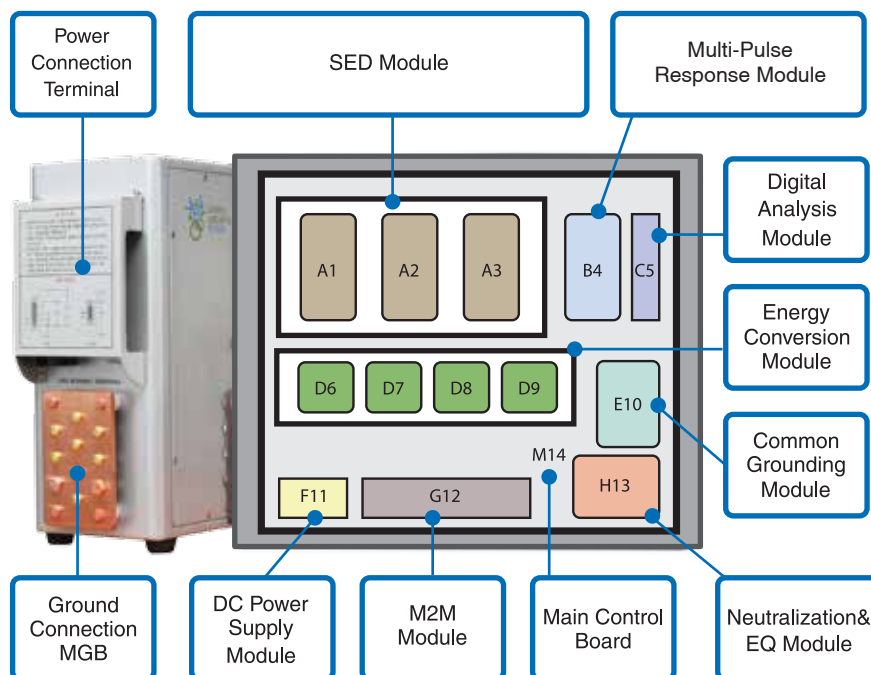 Power
Connection
Terminal
SED Module
Multi-Pulse
Response Module
Digital
Analysis
Module
A1
A2
A3
B4
C5
Energy
Conversion
Module
D6
D7
D8
D9
E10
Common
Grounding
Module
M14
F11
G12
H13
Ground
Connection
MGB
DC Power
Supply
Module
M2M
Module
Main Control
Board
Neutralization&
EQ Module